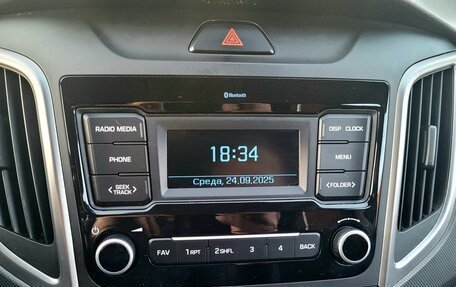 Bluetooth
RADIO MEDIA
DISP CLOCK
18:34
PHONE
MENU
Среда, 24.09.2025
< SEEK TRACK >
< FOLDER >
FAV
1 RPT
2 SHFL
3
4
BACK